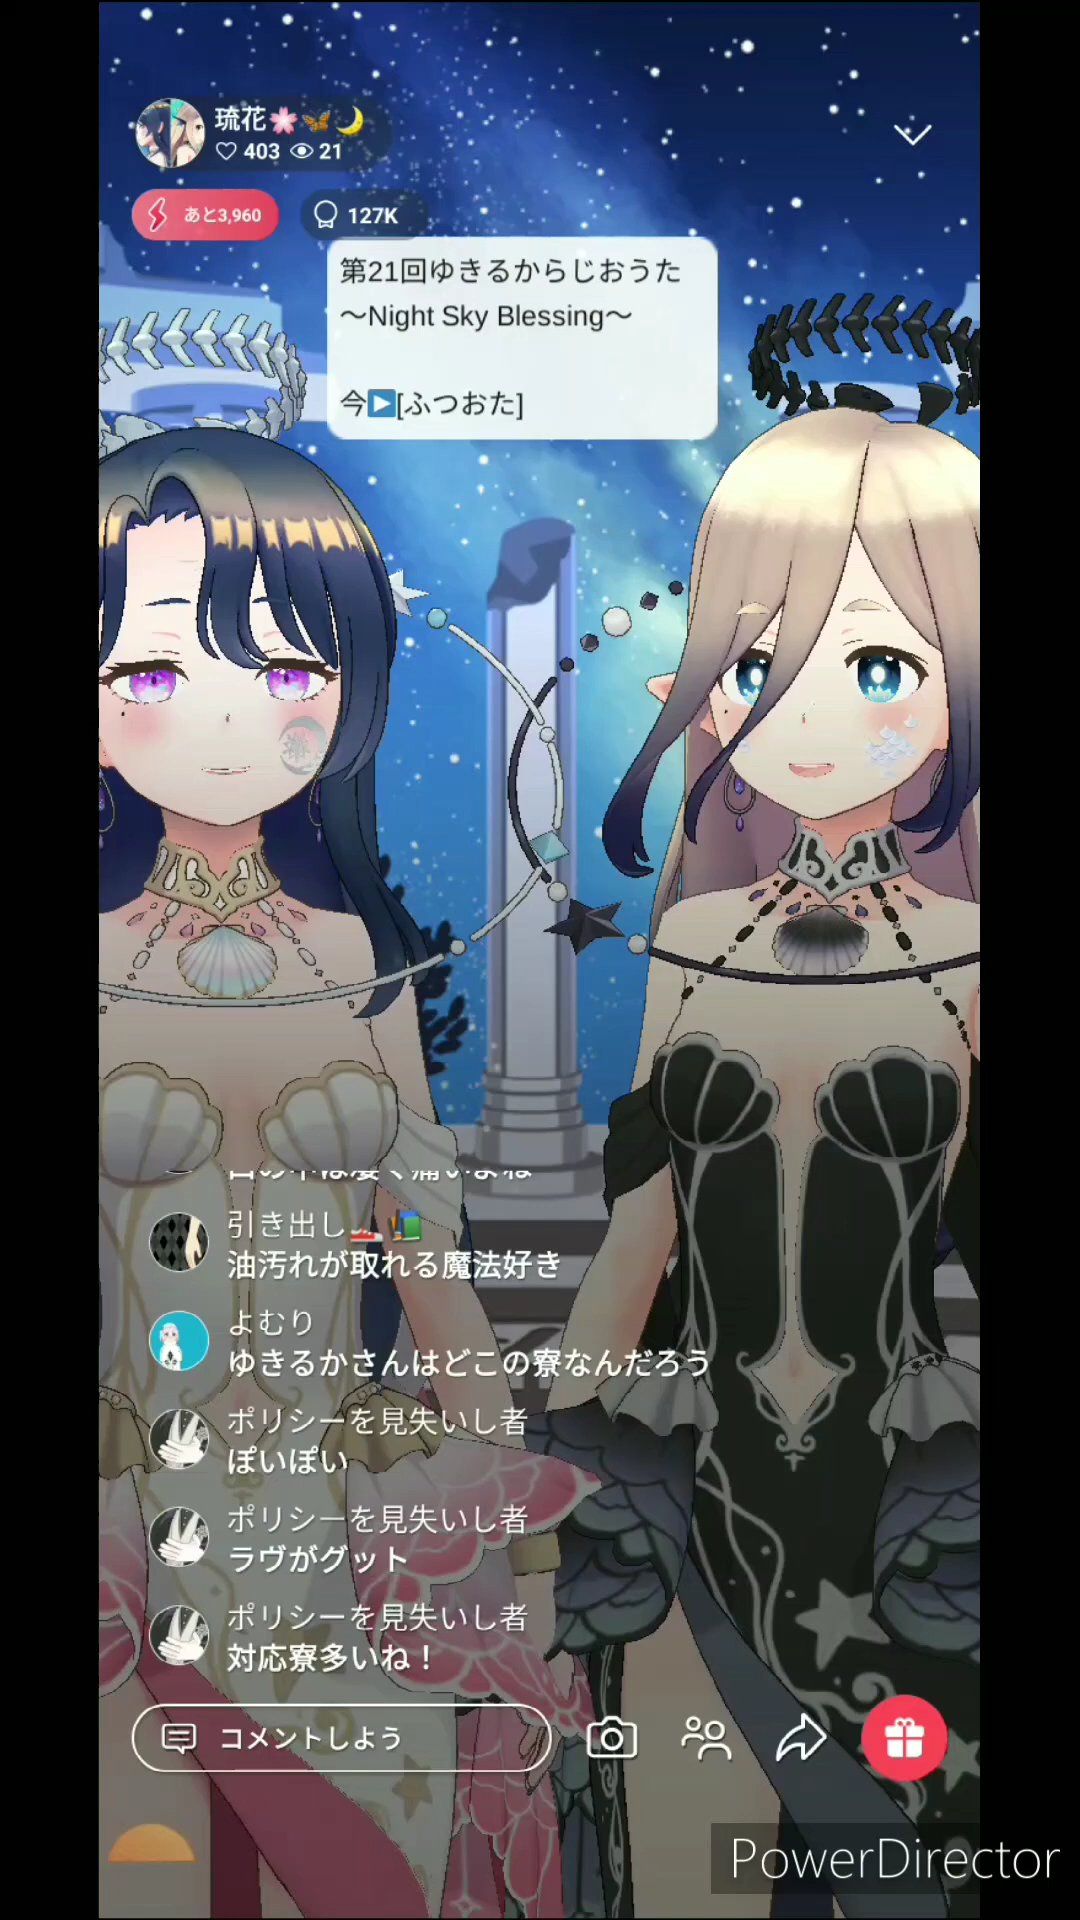 琉花🌸🦋🌙
403 21
あと3,960 127K
第21回ゆきるからじおうた
〜Night Sky Blessing〜
今▶️[ふつおた]
引き出し👟📚
油汚れが取れる魔法好き
よむり
ゆきるかさんはどこの寮なんだろう
ポリシーを見失いし者
ぽいぽい
ポリシーを見失いし者
ラヴがグット
ポリシーを見失いし者
対応寮多いね！
コメントしよう
PowerDirector